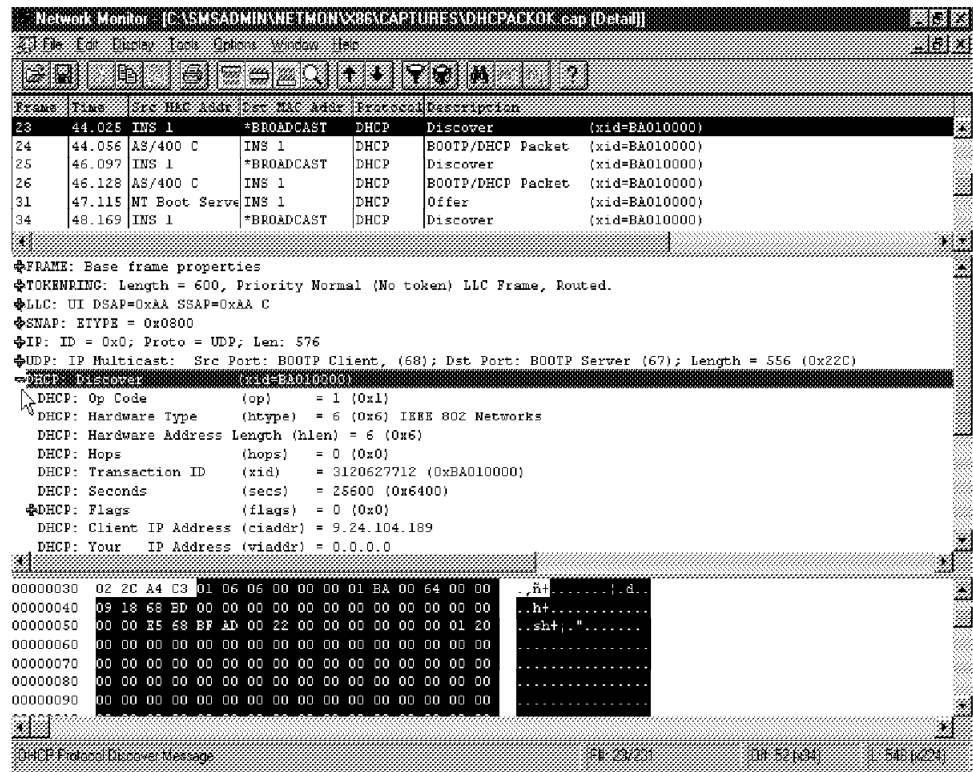 Network Monitor - [C:\SMSADMIN\NETMON\X86\CAPTURES\DHCPACKOK.cap (Detail)]
File Edit Display Tools Options Window Help
Frame Time Src MAC Addr Dst MAC Addr Protocol Description
23 44.025 INS 1 *BROADCAST DHCP Discover (xid=BA010000)
24 44.056 AS/400 C INS 1 DHCP BOOTP/DHCP Packet (xid=BA010000)
25 46.097 INS 1 *BROADCAST DHCP Discover (xid=BA010000)
26 46.128 AS/400 C INS 1 DHCP BOOTP/DHCP Packet (xid=BA010000)
31 47.115 NT Boot Serve INS 1 DHCP Offer (xid=BA010000)
34 48.169 INS 1 *BROADCAST DHCP Discover (xid=BA010000)
FRAME: Base frame properties
TOKENRING: Length = 600, Priority Normal (No token) LLC Frame, Routed.
LLC: UI DSAP=0xAA SSAP=0xAA C
SNAP: ETYPE = 0x0800
IP: ID = 0x0; Proto = UDP; Len: 576
UDP: IP Multicast: Src Port: BOOTP Client, (68); Dst Port: BOOTP Server (67); Length = 556 (0x22C)
DHCP: Discover (xid=BA010000)
DHCP: Op Code (op) = 1 (0x1)
DHCP: Hardware Type (htype) = 6 (0x6) IEEE 802 Networks
DHCP: Hardware Address Length (hlen) = 6 (0x6)
DHCP: Hops (hops) = 0 (0x0)
DHCP: Transaction ID (xid) = 3120627712 (0xBA010000)
DHCP: Seconds (secs) = 25600 (0x6400)
DHCP: Flags (flags) = 0 (0x0)
DHCP: Client IP Address (ciaddr) = 9.24.104.189
DHCP: Your IP Address (yiaddr) = 0.0.0.0
00000030 02 2C A4 C3 01 06 06 00 00 00 01 BA 00 64 00 00 .,ñ+.......¦.d..
00000040 09 18 68 BD 00 00 00 00 00 00 00 00 00 00 00 00 ..h+............
00000050 00 00 E5 68 BF AD 00 22 00 00 00 00 00 00 01 20 ..sh+¡.".......
00000060 00 00 00 00 00 00 00 00 00 00 00 00 00 00 00 00 ................
00000070 00 00 00 00 00 00 00 00 00 00 00 00 00 00 00 00 ................
00000080 00 00 00 00 00 00 00 00 00 00 00 00 00 00 00 00 ................
00000090 00 00 00 00 00 00 00 00 00 00 00 00 00 00 00 00 ................
DHCP Protocol Discover Message F#: 23/231 Off: 52 (x34) L: 548 (x224)